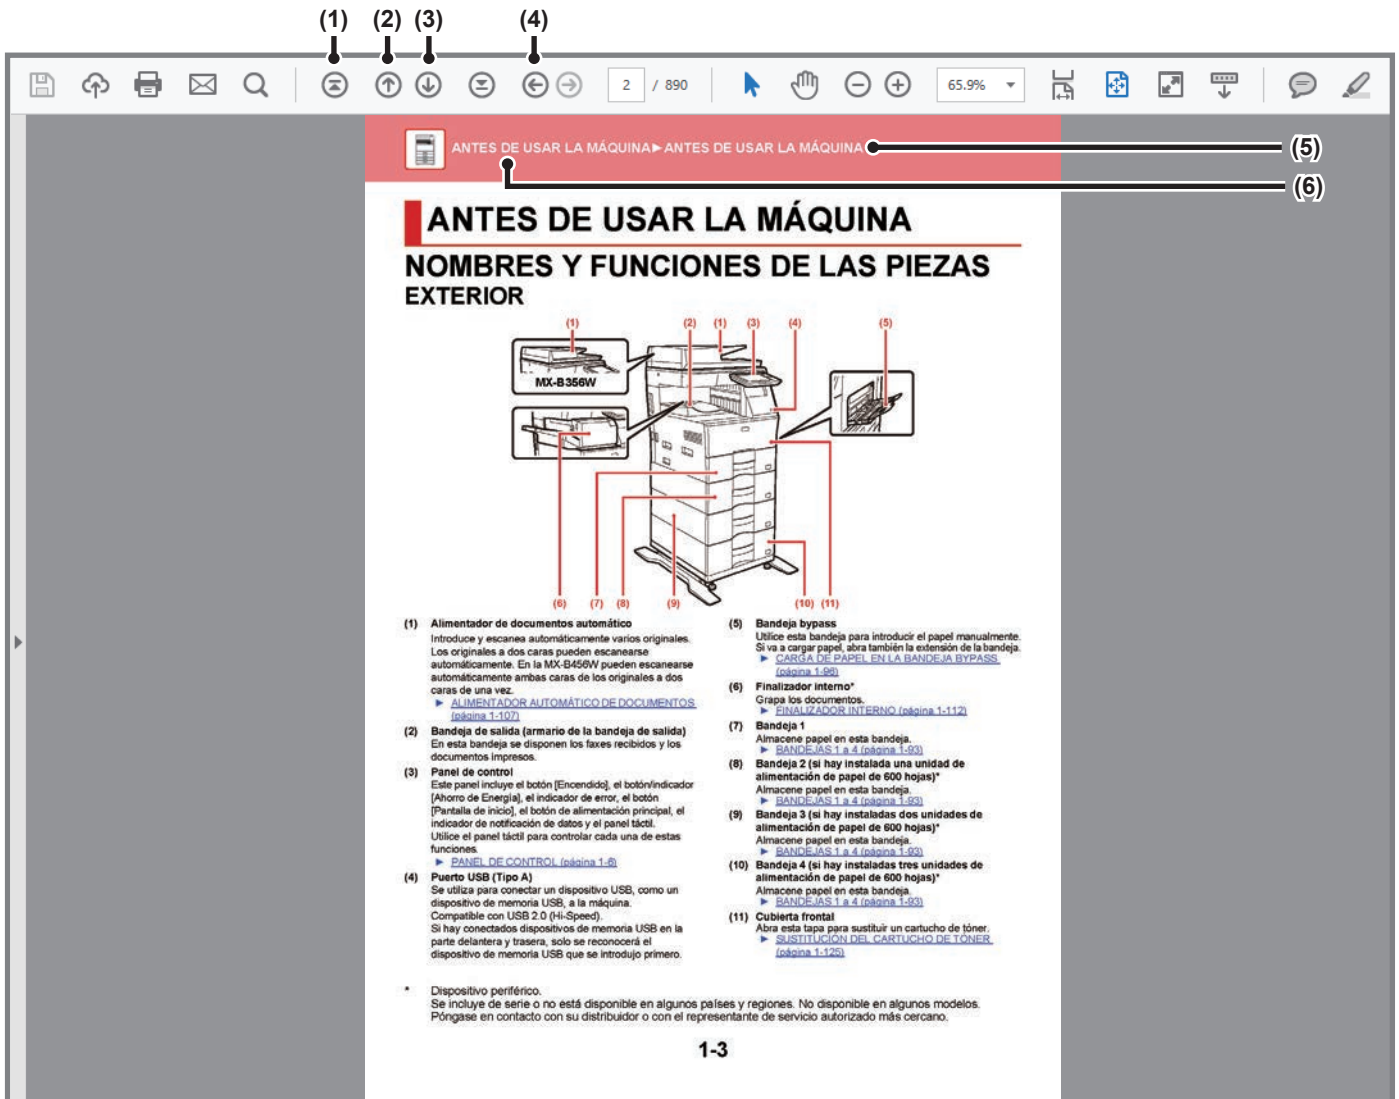 (1) (2) (3) (4)
2 / 890 65.9%
ANTES DE USAR LA MÁQUINA►ANTES DE USAR LA MÁQUINA (5)
(6)
ANTES DE USAR LA MÁQUINA
NOMBRES Y FUNCIONES DE LAS PIEZAS
EXTERIOR
(1) (2) (1) (3) (4) (5)
MX-B356W
(6) (7) (8) (9) (10) (11)
(1) Alimentador de documentos automático
Introduce y escanea automáticamente varios originales.
Los originales a dos caras pueden escanearse
automáticamente. En la MX-B456W pueden escanearse
automáticamente ambas caras de los originales a dos
caras de una vez.
► ALIMENTADOR AUTOMÁTICO DE DOCUMENTOS
(página 1-107)
(2) Bandeja de salida (armario de la bandeja de salida)
En esta bandeja se disponen los faxes recibidos y los
documentos impresos.
(3) Panel de control
Este panel incluye el botón [Encendido], el botón/indicador
[Ahorro de Energía], el indicador de error, el botón
[Pantalla de inicio], el botón de alimentación principal, el
indicador de notificación de datos y el panel táctil.
Utilice el panel táctil para controlar cada una de estas
funciones.
► PANEL DE CONTROL (página 1-6)
(4) Puerto USB (Tipo A)
Se utiliza para conectar un dispositivo USB, como un
dispositivo de memoria USB, a la máquina.
Compatible con USB 2.0 (Hi-Speed).
Si hay conectados dispositivos de memoria USB en la
parte delantera y trasera, solo se reconocerá el
dispositivo de memoria USB que se introdujo primero.
(5) Bandeja bypass
Utilice esta bandeja para introducir el papel manualmente.
Si va a cargar papel, abra también la extensión de la bandeja.
► CARGA DE PAPEL EN LA BANDEJA BYPASS
(página 1-96)
(6) Finalizador interno*
Grapa los documentos.
► FINALIZADOR INTERNO (página 1-112)
(7) Bandeja 1
Almacene papel en esta bandeja.
► BANDEJAS 1 a 4 (página 1-93)
(8) Bandeja 2 (si hay instalada una unidad de
alimentación de papel de 600 hojas)*
Almacene papel en esta bandeja.
► BANDEJAS 1 a 4 (página 1-93)
(9) Bandeja 3 (si hay instaladas dos unidades de
alimentación de papel de 600 hojas)*
Almacene papel en esta bandeja.
► BANDEJAS 1 a 4 (página 1-93)
(10) Bandeja 4 (si hay instaladas tres unidades de
alimentación de papel de 600 hojas)*
Almacene papel en esta bandeja.
► BANDEJAS 1 a 4 (página 1-93)
(11) Cubierta frontal
Abra esta tapa para sustituir un cartucho de tóner.
► SUSTITUCIÓN DEL CARTUCHO DE TÓNER
(página 1-125)
* Dispositivo periférico.
Se incluye de serie o no está disponible en algunos países y regiones. No disponible en algunos modelos.
Póngase en contacto con su distribuidor o con el representante de servicio autorizado más cercano.
1-3